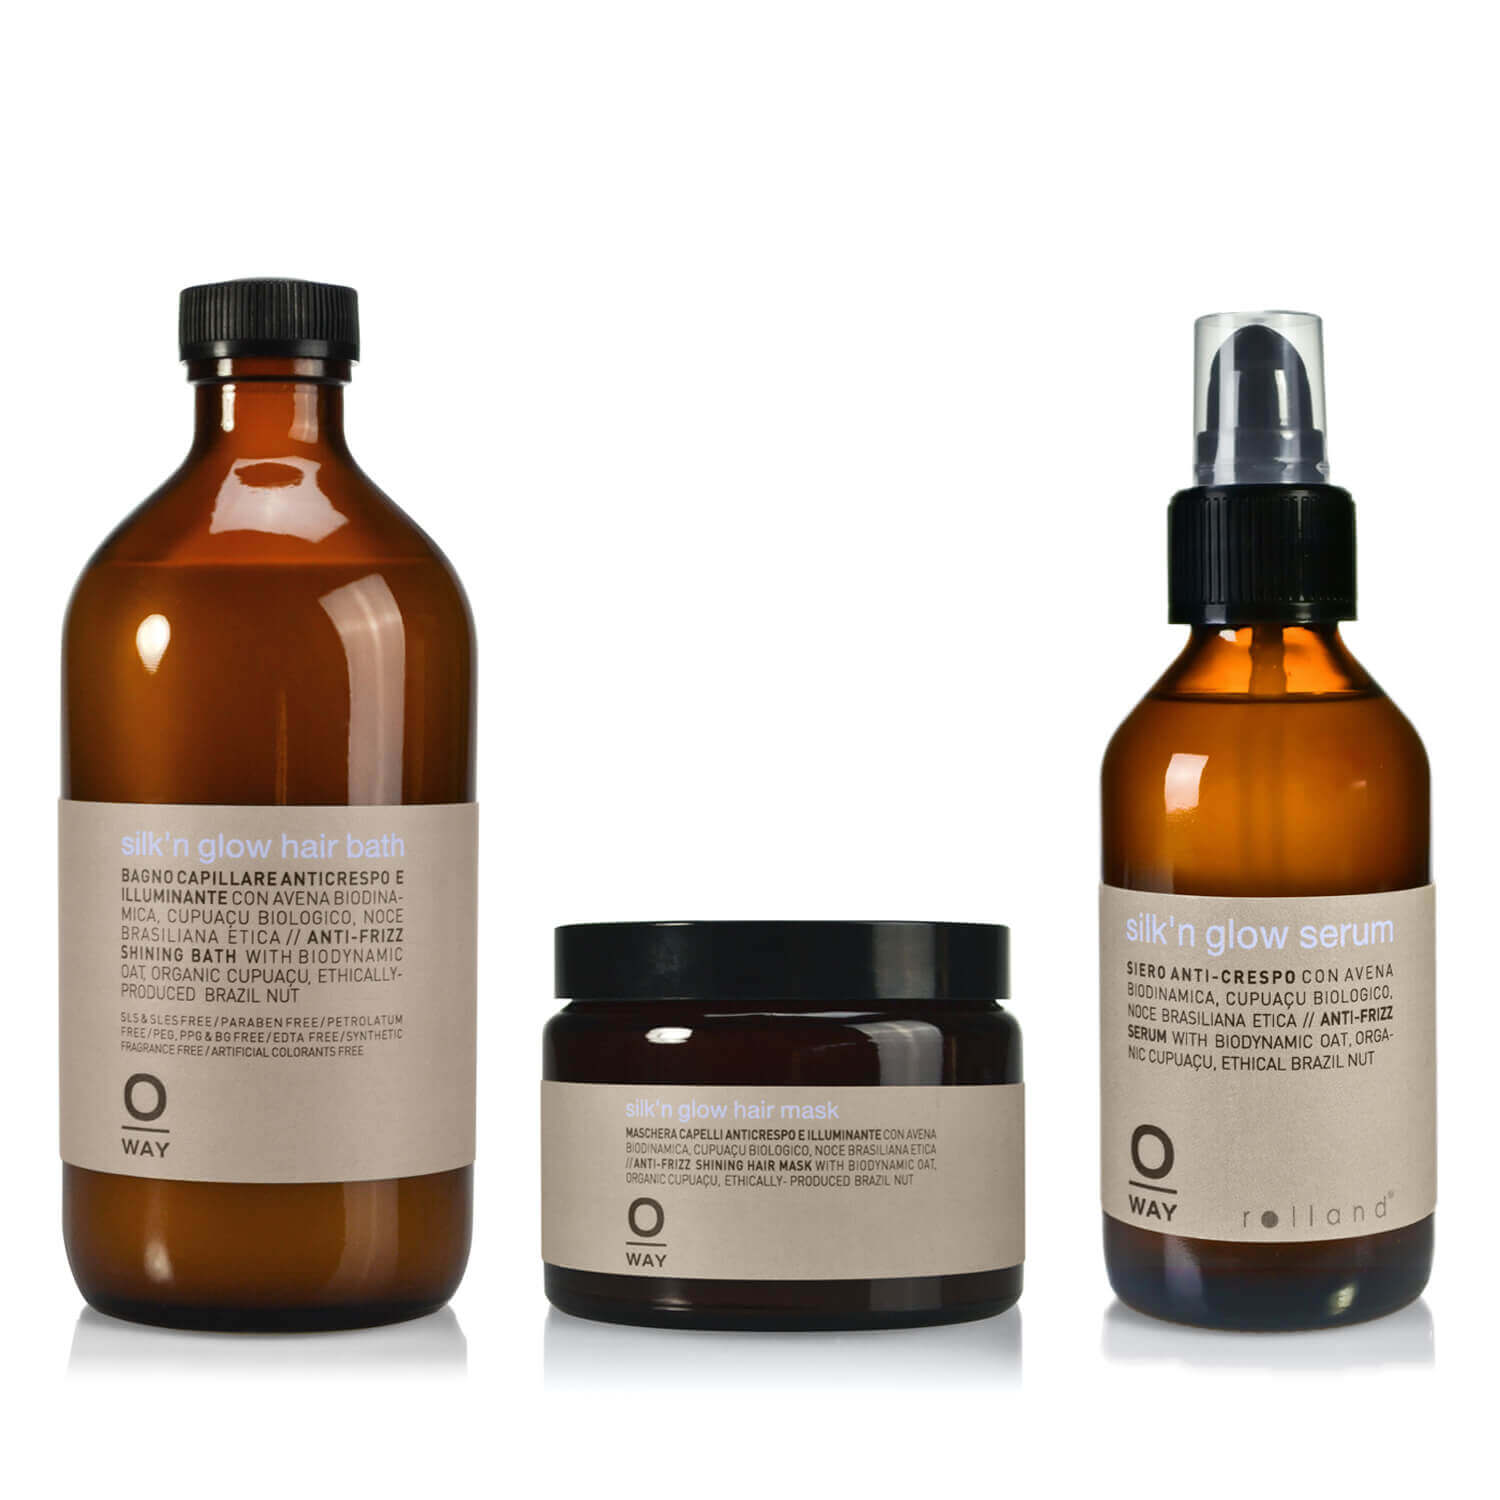 silk'n glow hair bath
BAGNO CAPILLARE ANTICRESPO E
ILLUMINANTE CON AVENA BIODINA-
MICA, CUPUAÇU BIOLOGICO, NOCE
BRASILIANA ETICA // ANTI-FRIZZ
SHINING BATH WITH BIODYNAMIC
OAT, ORGANIC CUPUAÇU, ETHICALLY-
PRODUCED BRAZIL NUT
SLS & SLES FREE / PARABEN FREE / PETROLATUM
FREE / PEG, PPG & BG FREE / EDTA FREE / SYNTHETIC
FRAGRANCE FREE / ARTIFICIAL COLORANTS FREE
O
WAY
silk'n glow hair mask
MASCHERA CAPELLI ANTICRESPO E ILLUMINANTE CON AVENA
BIODINAMICA, CUPUAÇU BIOLOGICO, NOCE BRASILIANA ETICA
//ANTI-FRIZZ SHINING HAIR MASK WITH BIODYNAMIC OAT,
ORGANIC CUPUAÇU, ETHICALLY- PRODUCED BRAZIL NUT
O
WAY
silk'n glow serum
SIERO ANTI-CRESPO CON AVENA
BIODINAMICA, CUPUAÇU BIOLOGICO,
NOCE BRASILIANA ETICA // ANTI-FRIZZ
SERUM WITH BIODYNAMIC OAT, ORGA-
NIC CUPUAÇU, ETHICAL BRAZIL NUT
O
WAY
rolland®